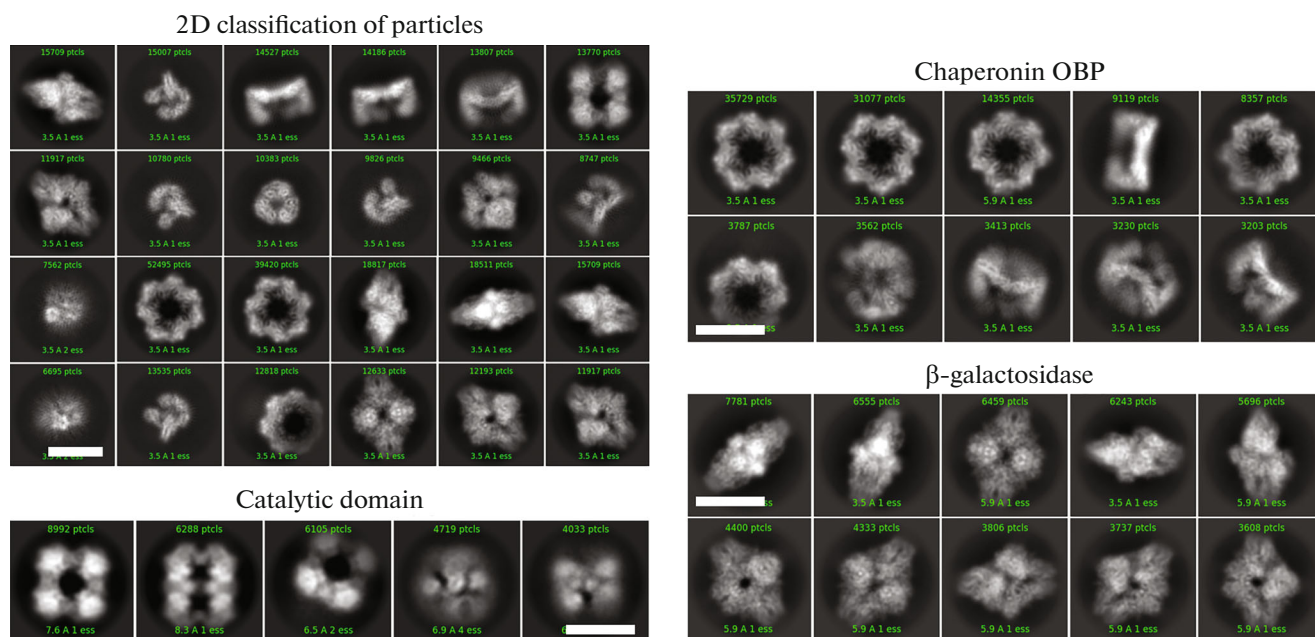 2D classification of particles
15709 ptcls 15007 ptcls 14527 ptcls 14186 ptcls 13807 ptcls 13770 ptcls
3.5 A 1 ess 3.5 A 1 ess 3.5 A 1 ess 3.5 A 1 ess 3.5 A 1 ess 3.5 A 1 ess
11917 ptcls 10780 ptcls 10383 ptcls 9826 ptcls 9466 ptcls 8747 ptcls
3.5 A 1 ess 3.5 A 1 ess 3.5 A 1 ess 3.5 A 1 ess 3.5 A 1 ess 3.5 A 1 ess
7562 ptcls 52495 ptcls 39420 ptcls 18817 ptcls 18511 ptcls 15709 ptcls
3.5 A 2 ess 3.5 A 1 ess 3.5 A 1 ess 3.5 A 1 ess 3.5 A 1 ess 3.5 A 1 ess
6695 ptcls 13535 ptcls 12818 ptcls 12633 ptcls 12193 ptcls 11917 ptcls
3.5 A 2 ess 3.5 A 1 ess 3.5 A 1 ess 3.5 A 1 ess 3.5 A 1 ess 3.5 A 1 ess
Catalytic domain
8992 ptcls 6288 ptcls 6105 ptcls 4719 ptcls 4033 ptcls
7.6 A 1 ess 8.3 A 1 ess 6.5 A 2 ess 6.9 A 4 ess
Chaperonin OBP
35729 ptcls 31077 ptcls 14355 ptcls 9119 ptcls 8357 ptcls
3.5 A 1 ess 3.5 A 1 ess 5.9 A 1 ess 3.5 A 1 ess 3.5 A 1 ess
3787 ptcls 3562 ptcls 3413 ptcls 3230 ptcls 3203 ptcls
3.5 A 1 ess 3.5 A 1 ess 3.5 A 1 ess 3.5 A 1 ess
β-galactosidase
7781 ptcls 6555 ptcls 6459 ptcls 6243 ptcls 5696 ptcls
ess 3.5 A 1 ess 5.9 A 1 ess 3.5 A 1 ess 5.9 A 1 ess
4400 ptcls 4333 ptcls 3806 ptcls 3737 ptcls 3608 ptcls
5.9 A 1 ess 5.9 A 1 ess 5.9 A 1 ess 5.9 A 1 ess 5.9 A 1 ess